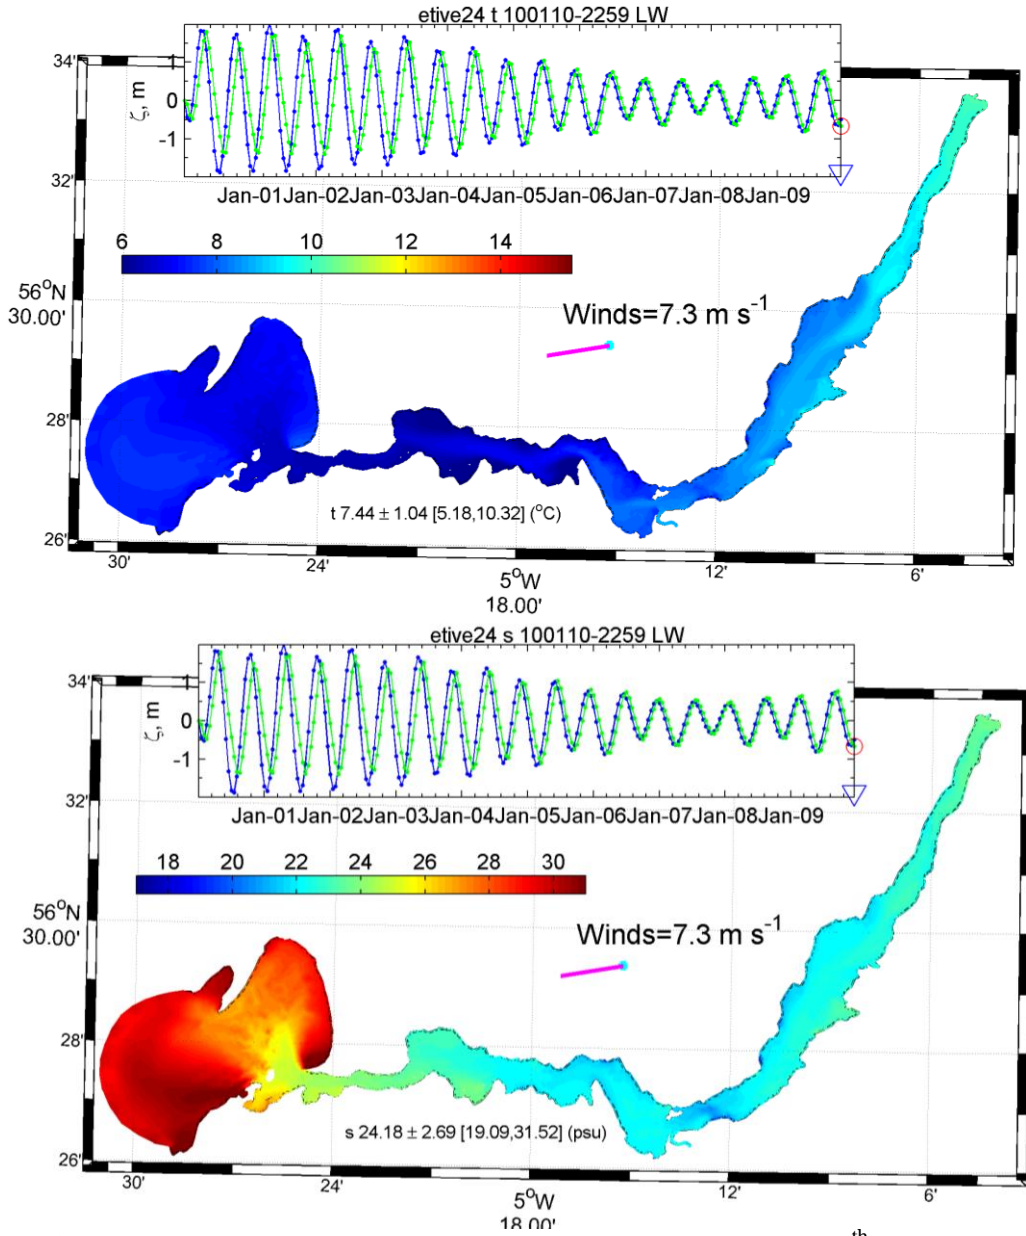 etive24 t 100110-2259 LW
34'
1
0
-1
ζ, m
Jan-01Jan-02Jan-03Jan-04Jan-05Jan-06Jan-07Jan-08Jan-09
32'
6 8 10 12 14
56°N
30.00'
Winds=7.3 m s⁻¹
28'
t 7.44 ± 1.04 [5.18,10.32] (°C)
26'
30' 24' 5°W 12' 6'
18.00'
etive24 s 100110-2259 LW
34'
1
0
-1
ζ, m
32'
Jan-01Jan-02Jan-03Jan-04Jan-05Jan-06Jan-07Jan-08Jan-09
18 20 22 24 26 28 30
56°N
30.00'
Winds=7.3 m s⁻¹
28'
s 24.18 ± 2.69 [19.09,31.52] (psu)
26'
30' 24' 5°W 12' 6'
18.00'
th